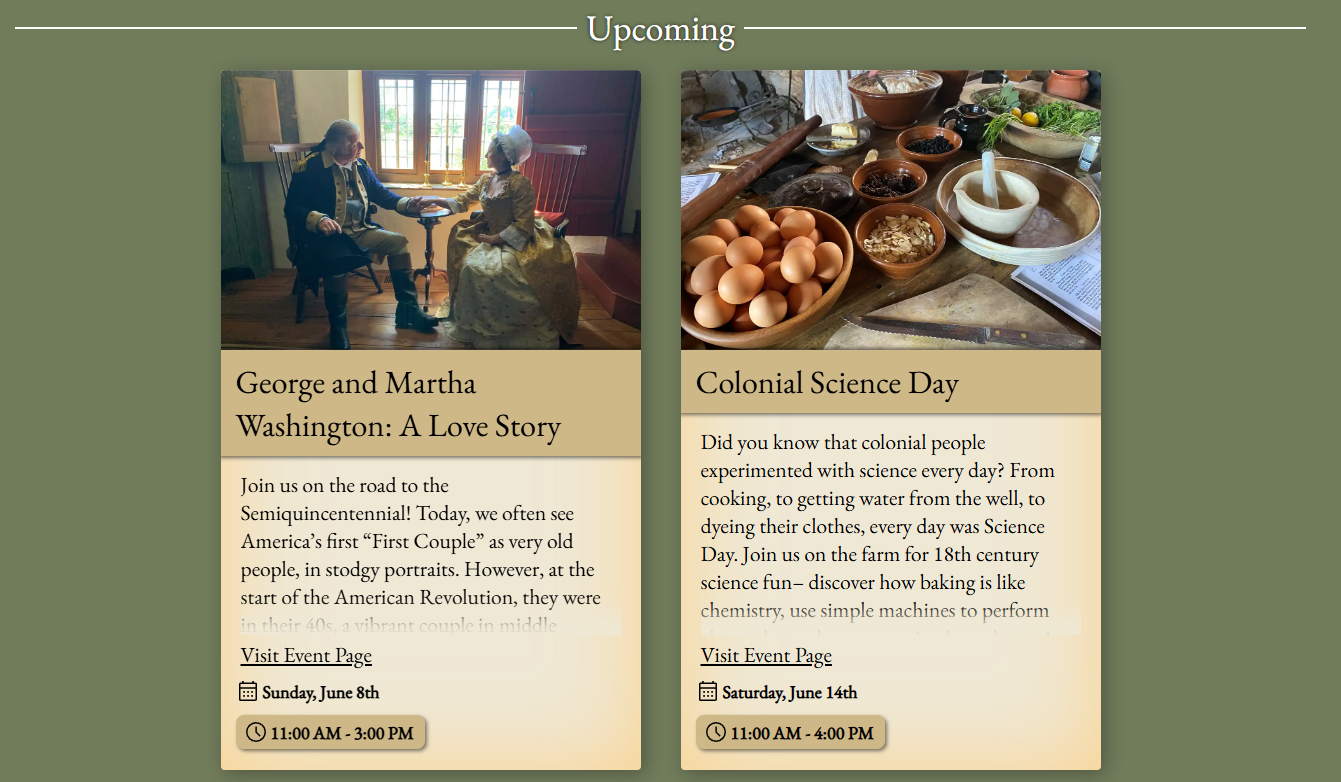 Upcoming
George and Martha
Washington: A Love Story
Join us on the road to the
Semiquincentennial! Today, we often see
America’s first “First Couple” as very old
people, in stodgy portraits. However, at the
start of the American Revolution, they were
in their 40s, a vibrant couple in middle
Visit Event Page
Sunday, June 8th
11:00 AM - 3:00 PM
Colonial Science Day
Did you know that colonial people
experimented with science every day? From
cooking, to getting water from the well, to
dyeing their clothes, every day was Science
Day. Join us on the farm for 18th century
science fun– discover how baking is like
chemistry, use simple machines to perform
Visit Event Page
Saturday, June 14th
11:00 AM - 4:00 PM